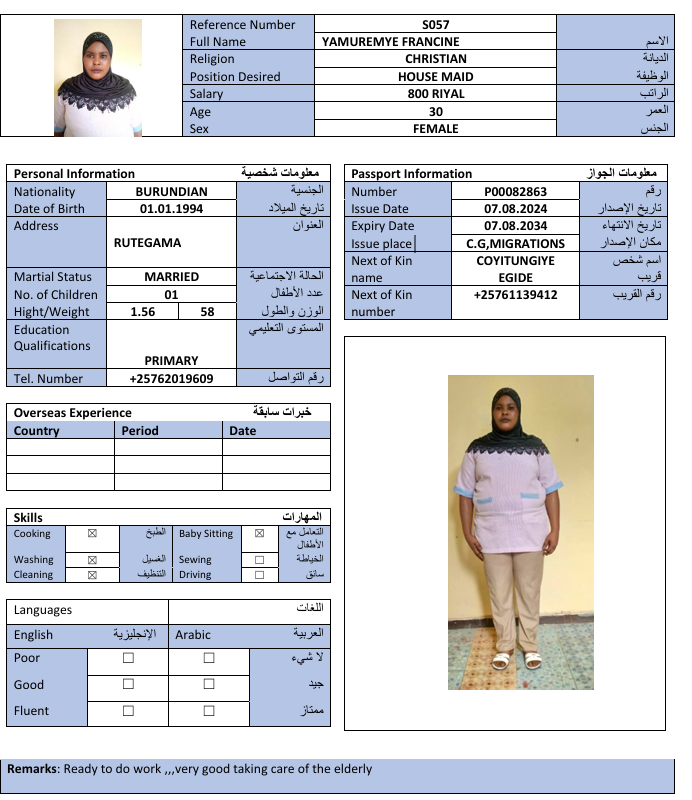 Reference Number S057
Full Name YAMUREMYE FRANCINE الاسم
Religion CHRISTIAN الديانة
Position Desired HOUSE MAID الوظيفة
Salary 800 RIYAL الراتب
Age 30 العمر
Sex FEMALE الجنس
Personal Information معلومات شخصية
Nationality BURUNDIAN الجنسية
Date of Birth 01.01.1994 تاريخ الميلاد
Address العنوان
RUTEGAMA
Martial Status MARRIED الحالة الاجتماعية
No. of Children 01 عدد الأطفال
Hight/Weight 1.56 58 الوزن والطول
Education المستوى التعليمي
Qualifications
PRIMARY
Tel. Number +25762019609 رقم التواصل
Passport Information معلومات الجواز
Number P00082863 رقم
Issue Date 07.08.2024 تاريخ الإصدار
Expiry Date 07.08.2034 تاريخ الانتهاء
Issue place C.G,MIGRATIONS مكان الإصدار
Next of Kin COYITUNGIYE اسم شخص
name EGIDE قريب
Next of Kin +25761139412 رقم القريب
number
Overseas Experience خبرات سابقة
Country Period Date
Skills المهارات
Cooking ☒ الطبخ Baby Sitting ☒ التعامل مع
الأطفال
Washing ☒ الغسيل Sewing ☐ الخياطة
Cleaning ☒ التنظيف Driving ☐ سائق
Languages اللغات
English الإنجليزية Arabic العربية
Poor ☐ ☐ لا شيء
Good ☐ ☐ جيد
Fluent ☐ ☐ ممتاز
Remarks: Ready to do work ,,,very good taking care of the elderly